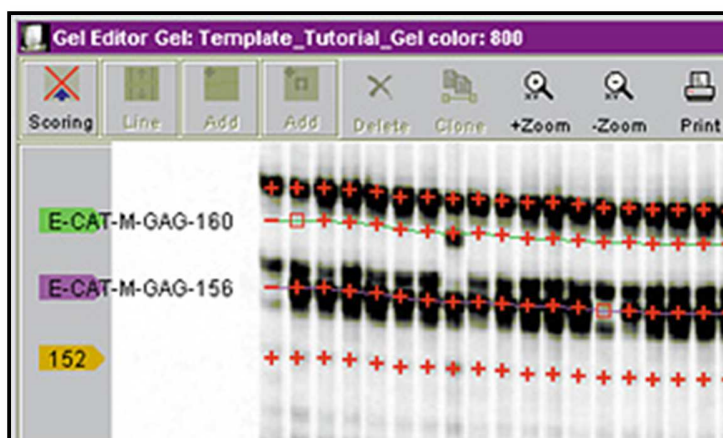 Gel Editor Gel: Template_Tutorial_Gel color: 800
Scoring Line Add Add Delete Clone +Zoom -Zoom Print
E-CAT-M-GAG-160
E-CAT-M-GAG-156
152